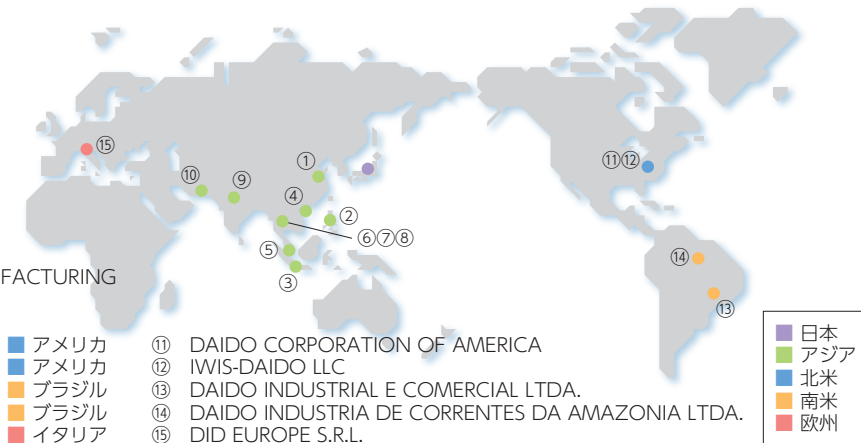 ⑮
①
⑩
⑨
④
②
⑥⑦⑧
⑤
③
⑪⑫
⑭
⑬
FACTURING
アメリカ ⑪ DAIDO CORPORATION OF AMERICA
アメリカ ⑫ IWIS-DAIDO LLC
ブラジル ⑬ DAIDO INDUSTRIAL E COMERCIAL LTDA.
ブラジル ⑭ DAIDO INDUSTRIA DE CORRENTES DA AMAZONIA LTDA.
イタリア ⑮ DID EUROPE S.R.L.
日本
アジア
北米
南米
欧州